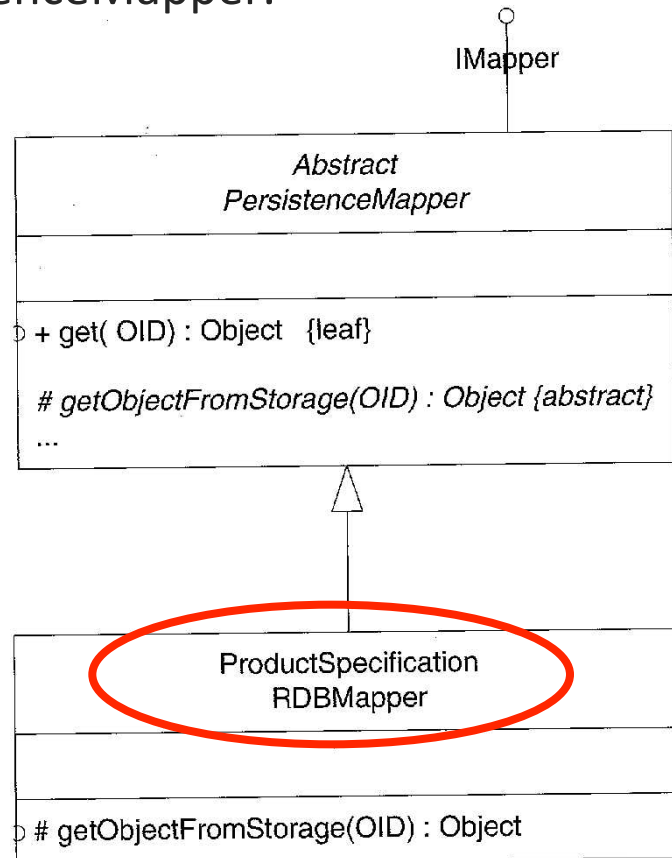 IMapper
Abstract
PersistenceMapper
+ get( OID) : Object {leaf}
# getObjectFromStorage(OID) : Object {abstract}
...
ProductSpecification
RDBMapper
# getObjectFromStorage(OID) : Object